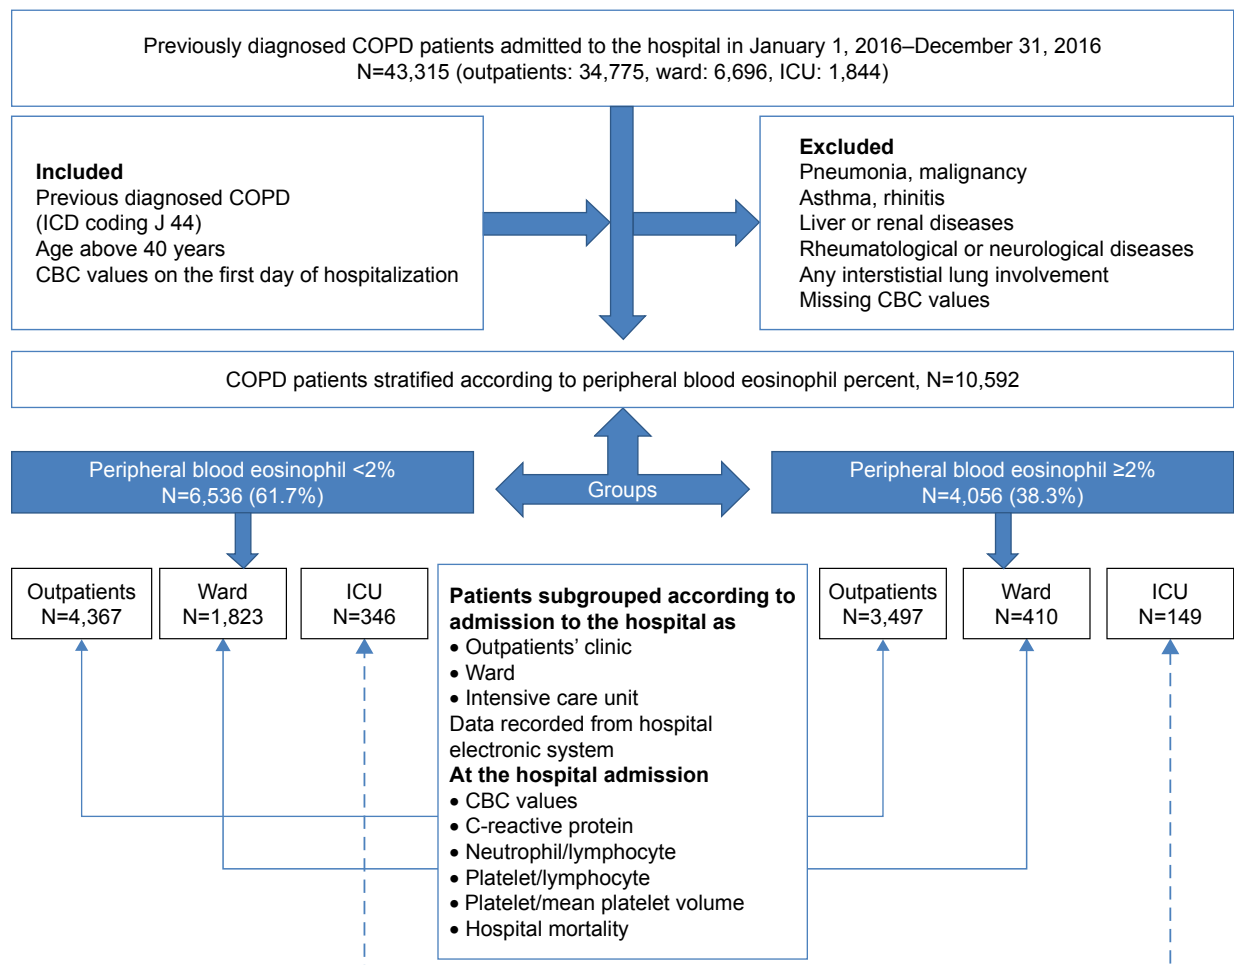 Previously diagnosed COPD patients admitted to the hospital in January 1, 2016–December 31, 2016
N=43,315 (outpatients: 34,775, ward: 6,696, ICU: 1,844)
Included
Previous diagnosed COPD
(ICD coding J 44)
Age above 40 years
CBC values on the first day of hospitalization
Excluded
Pneumonia, malignancy
Asthma, rhinitis
Liver or renal diseases
Rheumatological or neurological diseases
Any interstistial lung involvement
Missing CBC values
COPD patients stratified according to peripheral blood eosinophil percent, N=10,592
Peripheral blood eosinophil <2%
N=6,536 (61.7%)
Groups
Peripheral blood eosinophil ≥2%
N=4,056 (38.3%)
Outpatients
N=4,367
Ward
N=1,823
ICU
N=346
Patients subgrouped according to
admission to the hospital as
• Outpatients’ clinic
• Ward
• Intensive care unit
Data recorded from hospital
electronic system
At the hospital admission
• CBC values
• C-reactive protein
• Neutrophil/lymphocyte
• Platelet/lymphocyte
• Platelet/mean platelet volume
• Hospital mortality
Outpatients
N=3,497
Ward
N=410
ICU
N=149